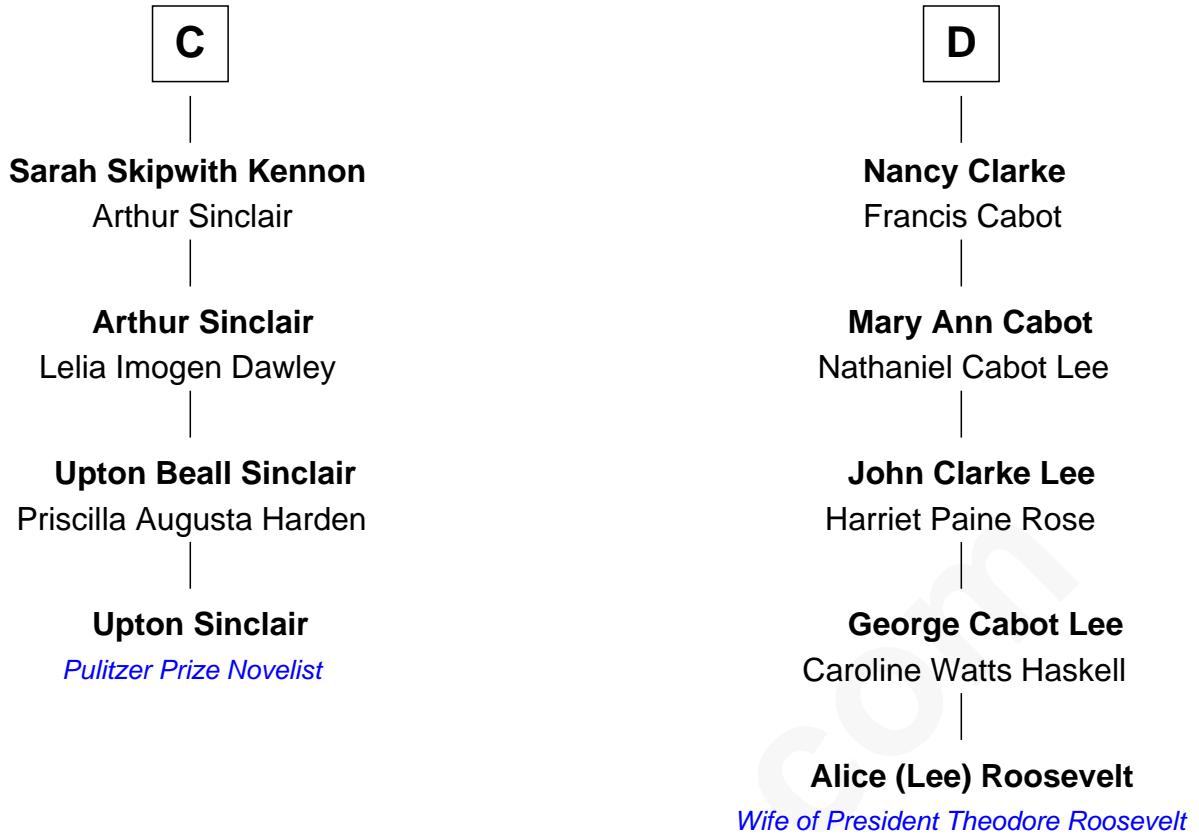 C
Sarah Skipwith Kennon
Arthur Sinclair
Arthur Sinclair
Lelia Imogen Dawley
Upton Beall Sinclair
Priscilla Augusta Harden
Upton Sinclair
Pulitzer Prize Novelist
D
Nancy Clarke
Francis Cabot
Mary Ann Cabot
Nathaniel Cabot Lee
John Clarke Lee
Harriet Paine Rose
George Cabot Lee
Caroline Watts Haskell
Alice (Lee) Roosevelt
Wife of President Theodore Roosevelt
com